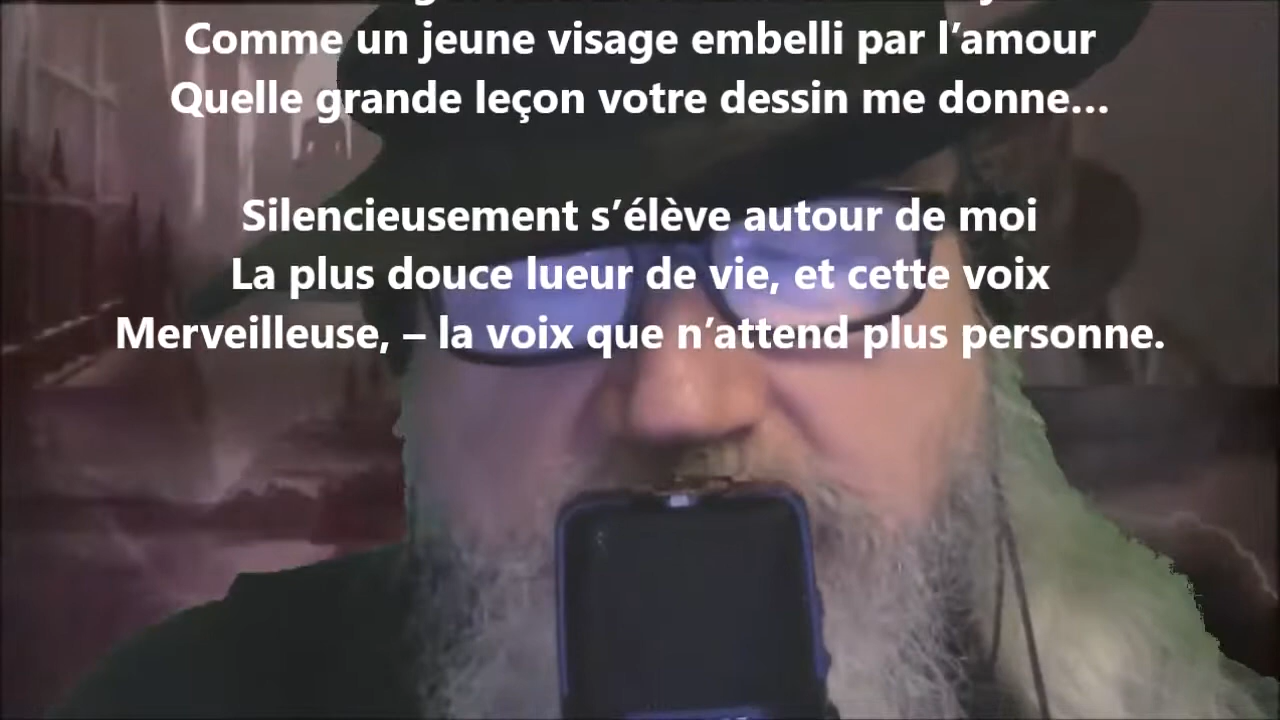 Comme un jeune visage embelli par l’amour
Quelle grande leçon votre dessin me donne…
Silencieusement s’élève autour de moi
La plus douce lueur de vie, et cette voix
Merveilleuse, – la voix que n’attend plus personne.